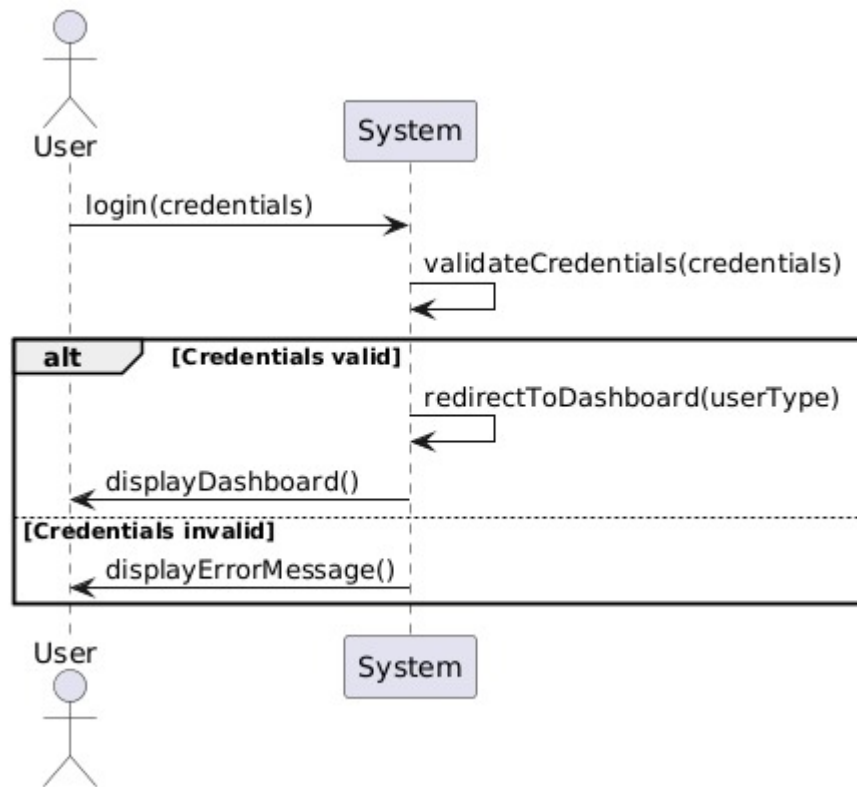 User
System
login(credentials)
validateCredentials(credentials)
alt [Credentials valid]
redirectToDashboard(userType)
displayDashboard()
[Credentials invalid]
displayErrorMessage()
User
System